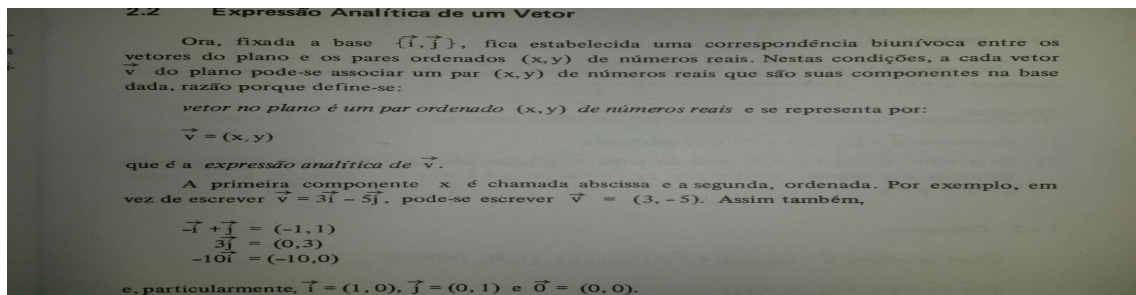 2.2 Expressão Analítica de um Vetor
Ora, fixada a base {i⃗, j⃗}, fica estabelecida uma correspondência biunívoca entre os
vetores do plano e os pares ordenados (x, y) de números reais. Nestas condições, a cada vetor
v⃗ do plano pode-se associar um par (x, y) de números reais que são suas componentes na base
dada, razão porque define-se:
vetor no plano é um par ordenado (x, y) de números reais e se representa por:
v⃗ = (x, y)
que é a expressão analítica de v⃗.
A primeira componente x é chamada abscissa e a segunda, ordenada. Por exemplo, em
vez de escrever v⃗ = 3i⃗ – 5j⃗, pode-se escrever v⃗ = (3, – 5). Assim também,
–i⃗ + j⃗ = (–1, 1)
3j⃗ = (0, 3)
–10i⃗ = (–10, 0)
e, particularmente, i⃗ = (1, 0), j⃗ = (0, 1) e 0⃗ = (0, 0).